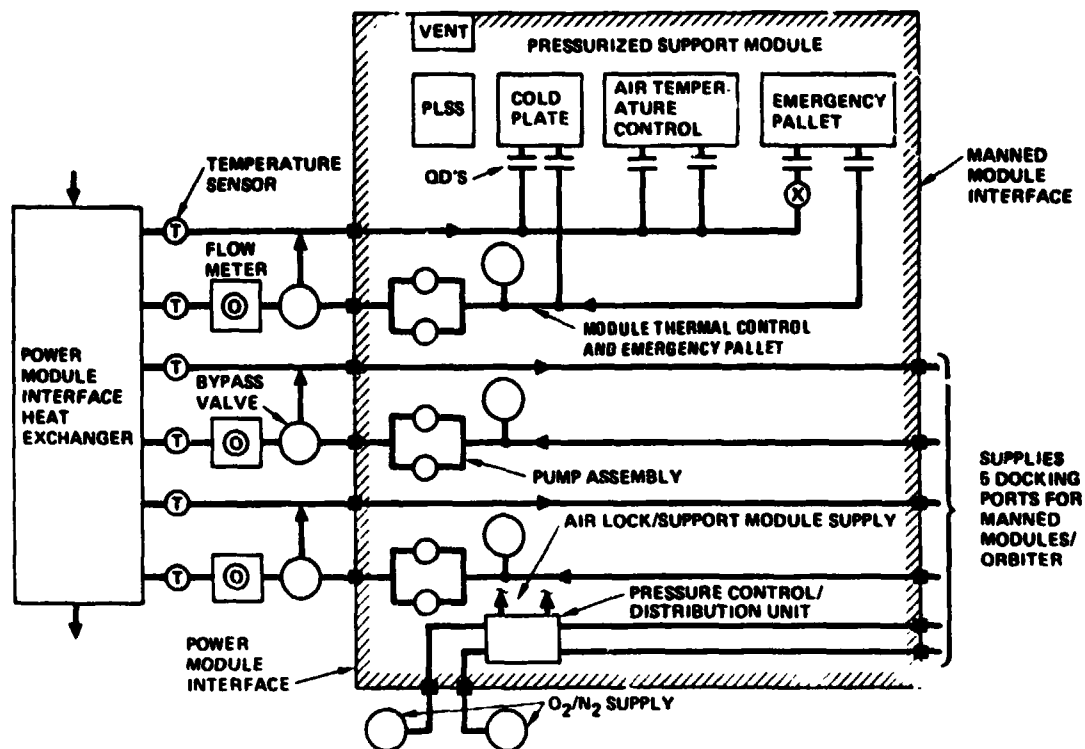 VENT
PRESSURIZED SUPPORT MODULE
PLSS
COLD
PLATE
AIR TEMPER-
ATURE
CONTROL
EMERGENCY
PALLET
TEMPERATURE
SENSOR
QD'S
MANNED
MODULE
INTERFACE
X
T
FLOW
METER
T
O
MODULE THERMAL CONTROL
AND EMERGENCY PALLET
POWER
MODULE
INTERFACE
HEAT
EXCHANGER
T
BYPASS
VALVE
T
O
PUMP ASSEMBLY
SUPPLIES
5 DOCKING
PORTS FOR
MANNED
MODULES/
ORBITER
T
AIR LOCK/SUPPORT MODULE SUPPLY
T
O
PRESSURE CONTROL/
DISTRIBUTION UNIT
POWER
MODULE
INTERFACE
O2/N2 SUPPLY